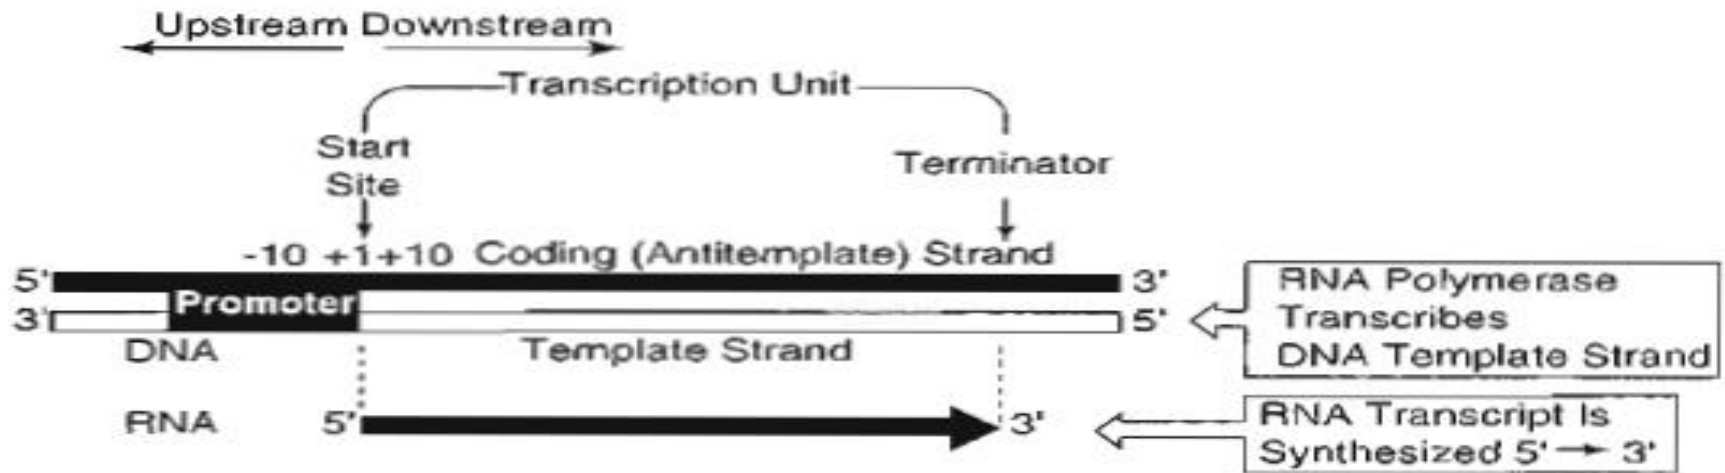 Upstream Downstream
Transcription Unit
Start
Site
Terminator
-10 +1+10 Coding (Antitemplate) Strand
5' 3'
Promoter
3' 5'
DNA Template Strand
RNA 5' 3'
RNA Polymerase
Transcribes
DNA Template Strand
RNA Transcript Is
Synthesized 5' → 3'